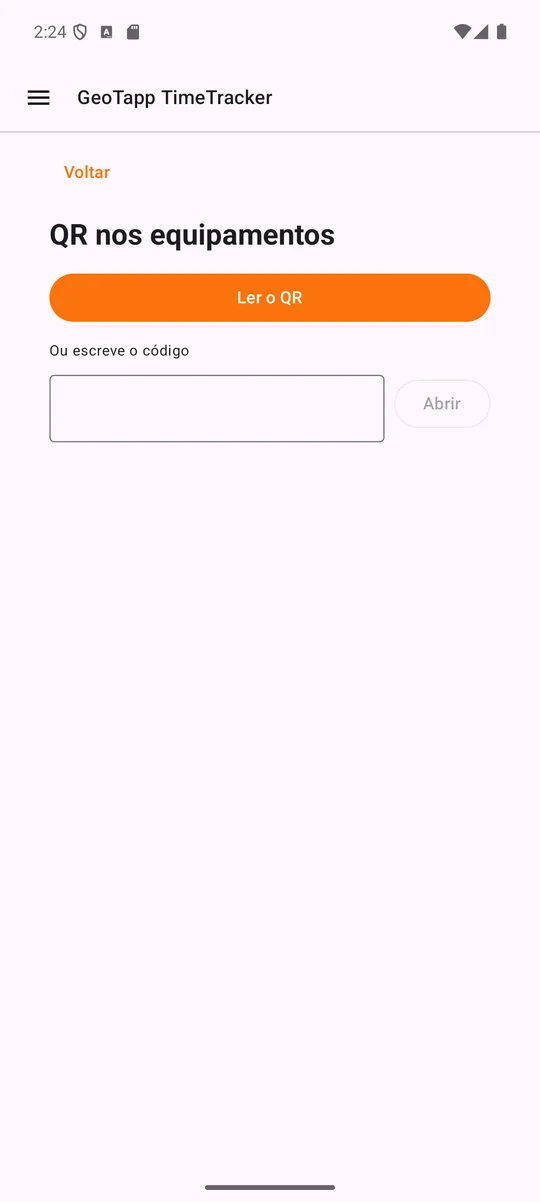 2:24
GeoTapp TimeTracker
Voltar
QR nos equipamentos
Ler o QR
Ou escreve o código
Abrir